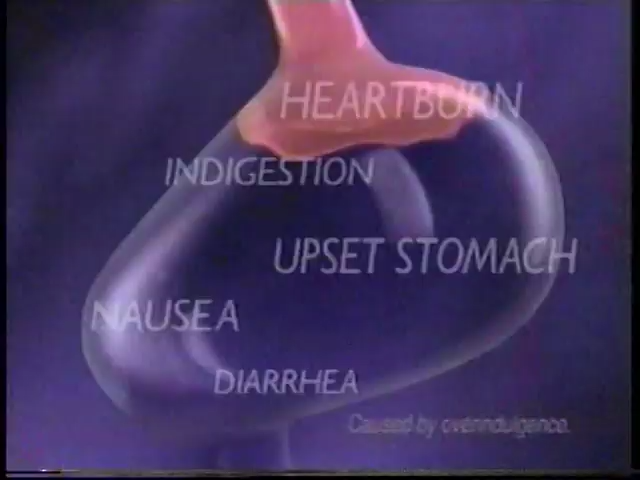 HEARTBURN
INDIGESTION
UPSET STOMACH
NAUSEA
DIARRHEA
Caused by overindulgence.